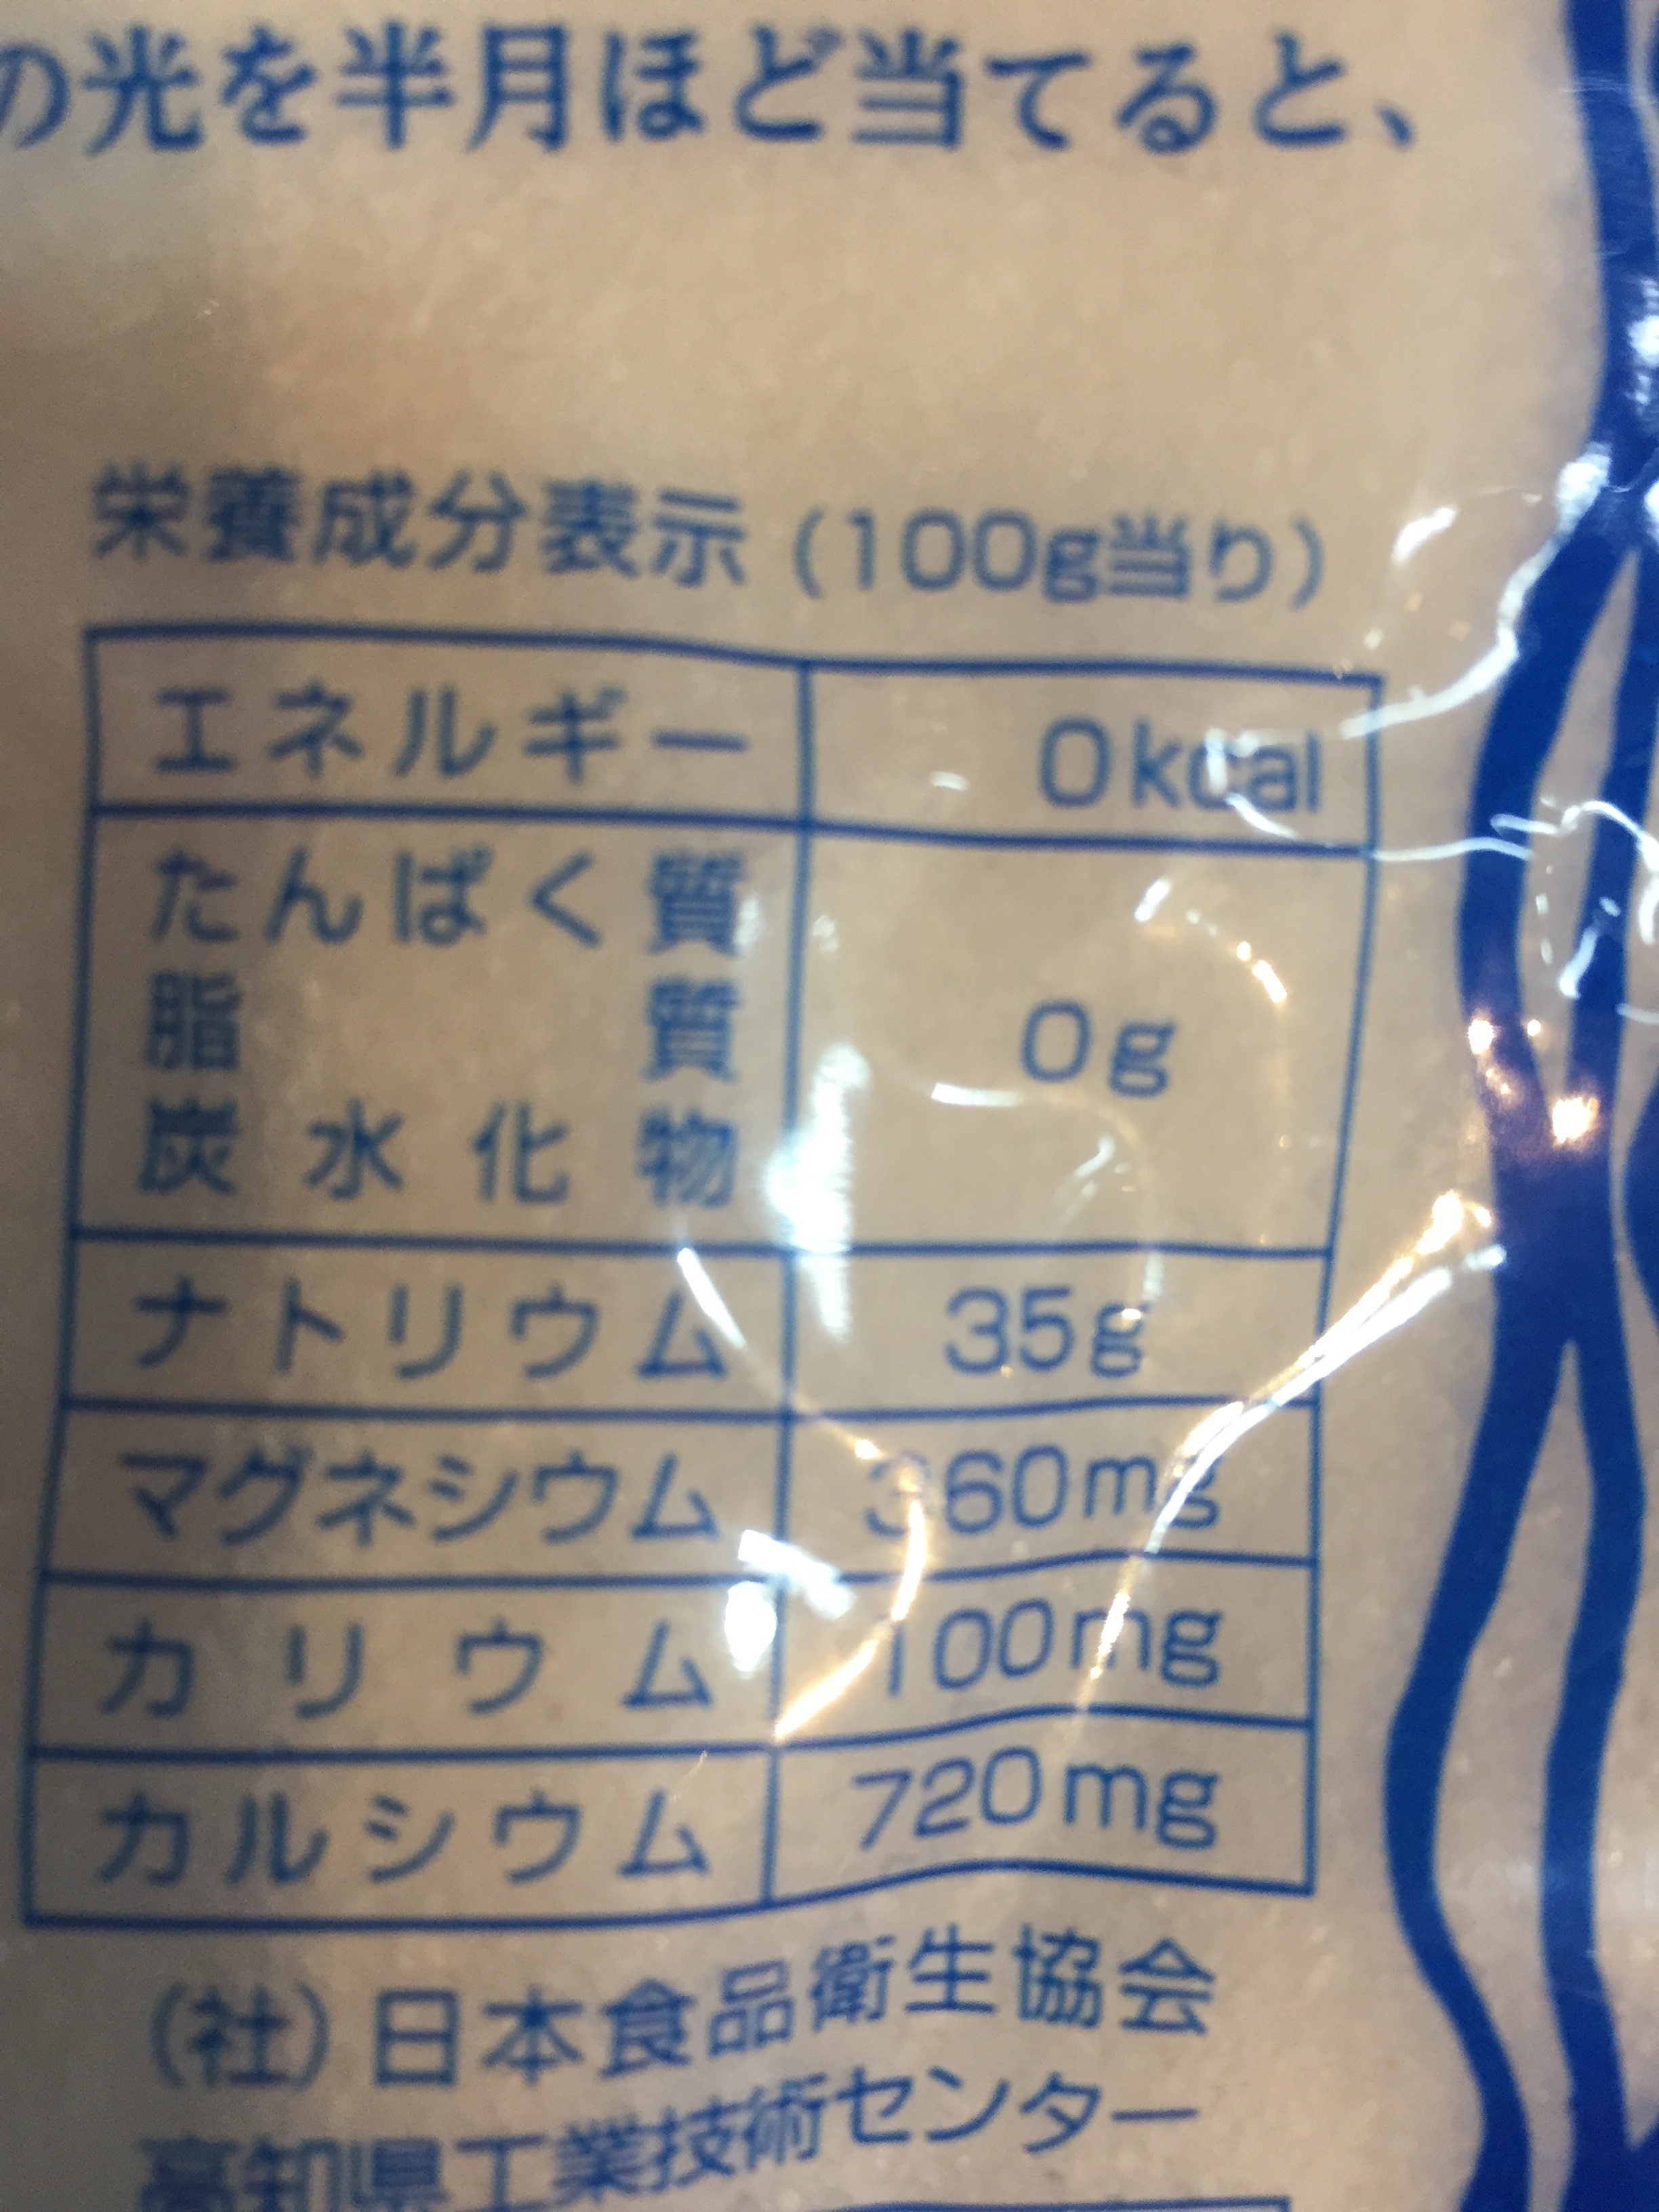 の光を半月ほど当てると、
栄養成分表示（100g当り）
エネルギー 0kcal
たんぱく質
脂質 0g
炭水化物
ナトリウム 35g
マグネシウム 360mg
カリウム 100mg
カルシウム 720mg
（社）日本食品衛生協会
高知県工業技術センター